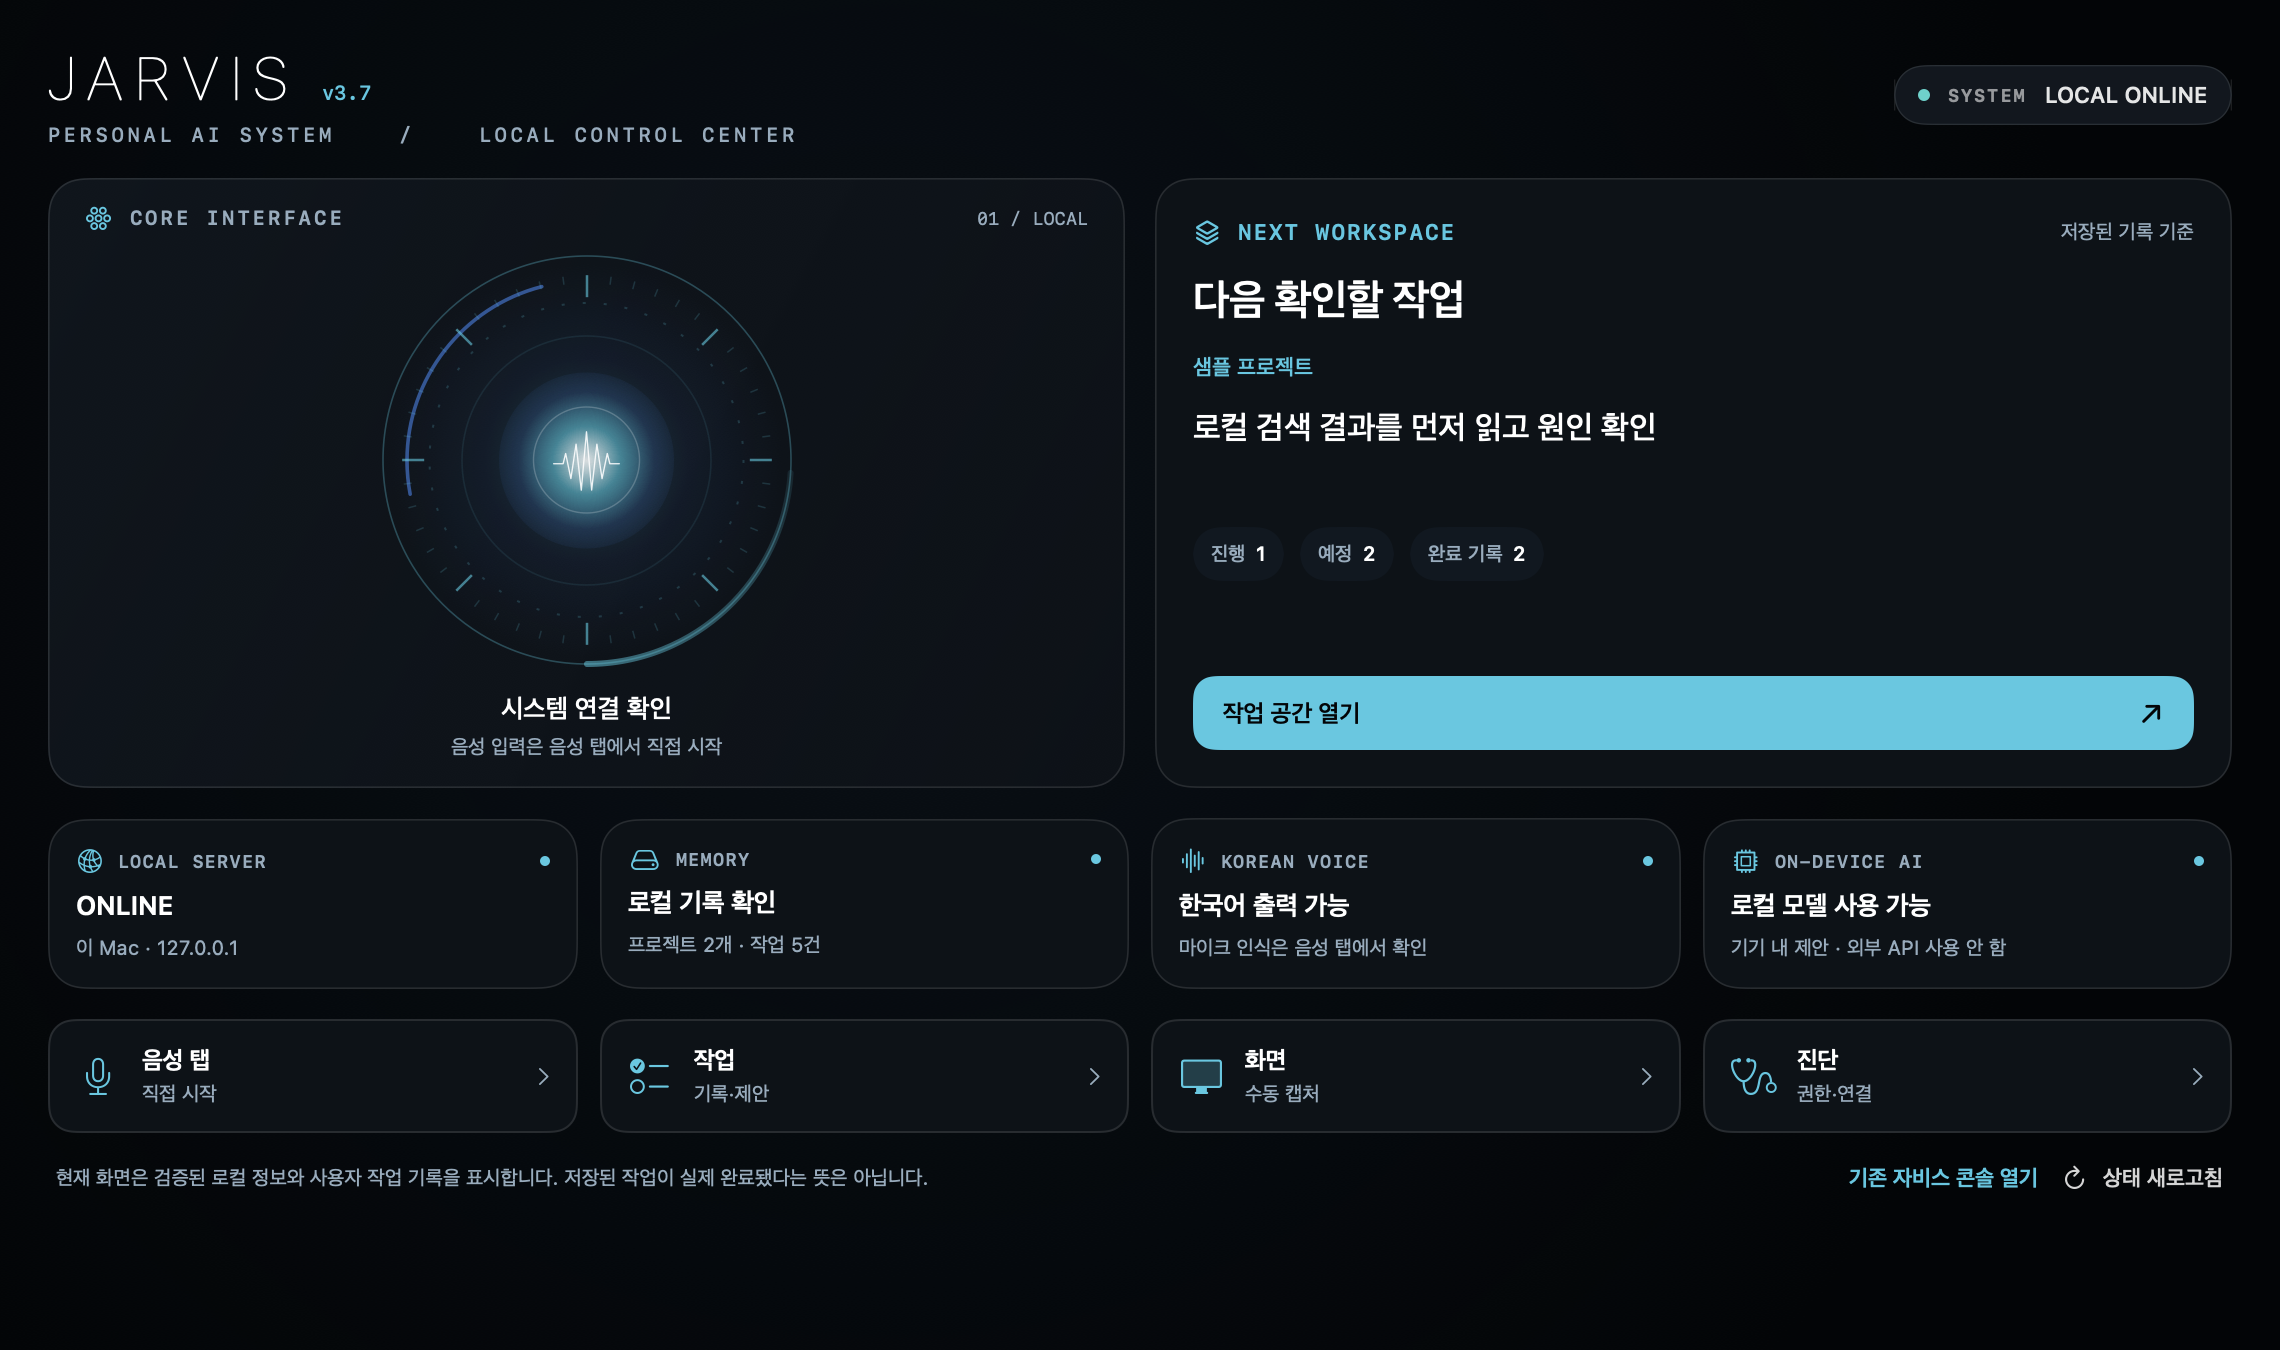 JARVIS v3.7
PERSONAL AI SYSTEM / LOCAL CONTROL CENTER
SYSTEM LOCAL ONLINE
CORE INTERFACE
01 / LOCAL
시스템 연결 확인
음성 입력은 음성 탭에서 직접 시작
NEXT WORKSPACE
저장된 기록 기준
다음 확인할 작업
샘플 프로젝트
로컬 검색 결과를 먼저 읽고 원인 확인
진행 1
예정 2
완료 기록 2
작업 공간 열기
LOCAL SERVER
ONLINE
이 Mac · 127.0.0.1
MEMORY
로컬 기록 확인
프로젝트 2개 · 작업 5건
KOREAN VOICE
한국어 출력 가능
마이크 인식은 음성 탭에서 확인
ON-DEVICE AI
로컬 모델 사용 가능
기기 내 제안 · 외부 API 사용 안 함
음성 탭
직접 시작
작업
기록·제안
화면
수동 캡처
진단
권한·연결
현재 화면은 검증된 로컬 정보와 사용자 작업 기록을 표시합니다. 저장된 작업이 실제 완료됐다는 뜻은 아닙니다.
기존 자비스 콘솔 열기
상태 새로고침